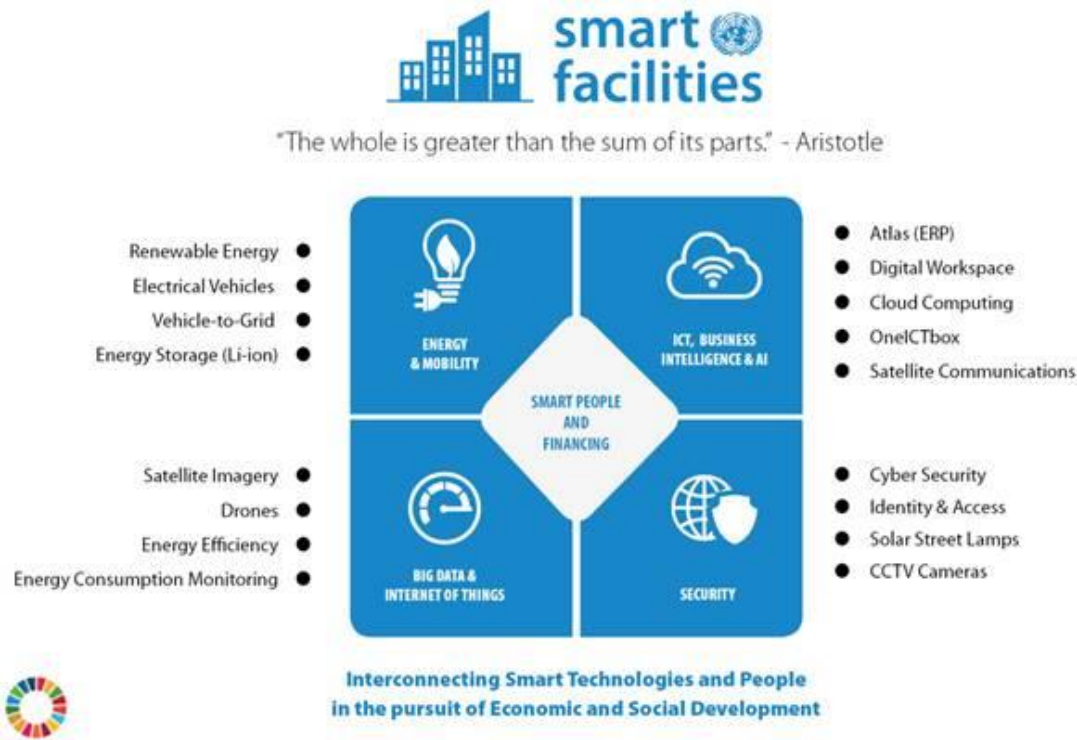 smart
facilities
"The whole is greater than the sum of its parts." - Aristotle
Renewable Energy
Electrical Vehicles
Vehicle-to-Grid
Energy Storage (Li-ion)
ENERGY
& MOBILITY
ICT, BUSINESS
INTELLIGENCE & AI
Atlas (ERP)
Digital Workspace
Cloud Computing
OneICTbox
Satellite Communications
SMART PEOPLE
AND
FINANCING
Satellite Imagery
Drones
Energy Efficiency
Energy Consumption Monitoring
BIG DATA &
INTERNET OF THINGS
SECURITY
Cyber Security
Identity & Access
Solar Street Lamps
CCTV Cameras
Interconnecting Smart Technologies and People
in the pursuit of Economic and Social Development